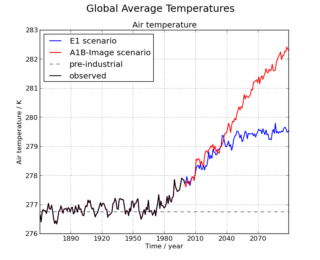 Global Average Temperatures
Air temperature
283
282
281
280
279
278
277
276
Air temperature / K
E1 scenario
A1B-Image scenario
pre-industrial
observed
1890 1920 1950 1980 2010 2040 2070
Time / year